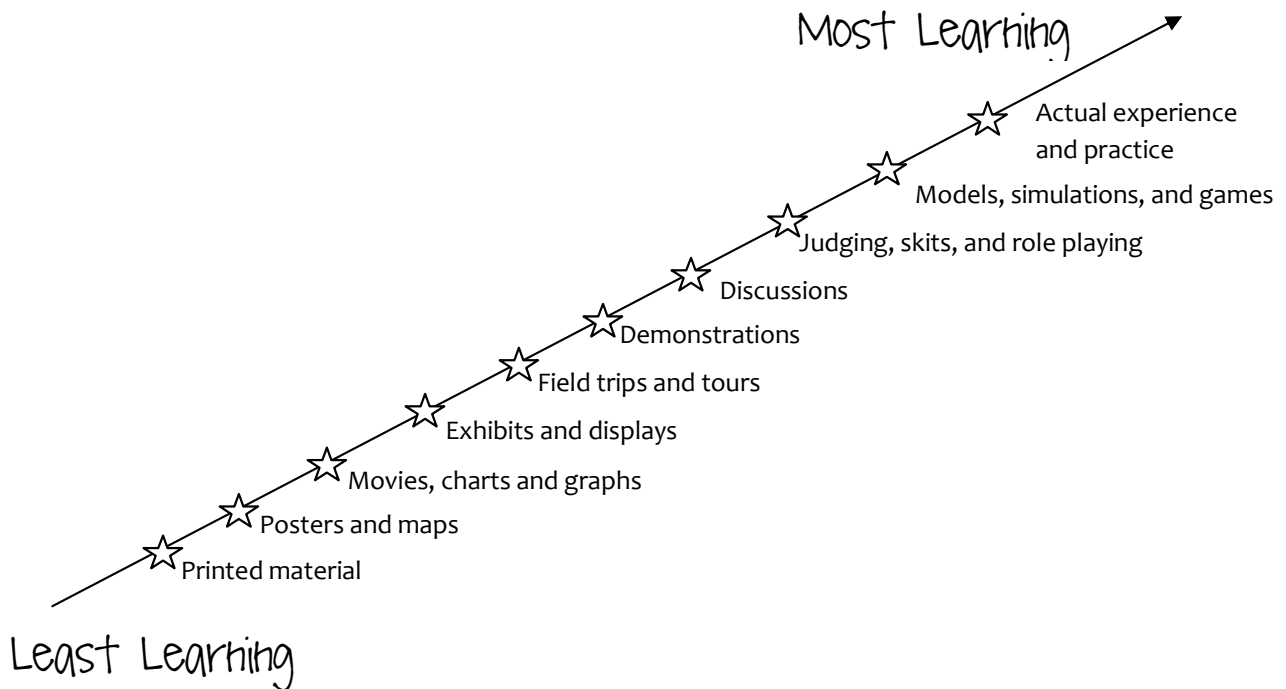 Most Learning
Actual experience
and practice
Models, simulations, and games
Judging, skits, and role playing
Discussions
Demonstrations
Field trips and tours
Exhibits and displays
Movies, charts and graphs
Posters and maps
Printed material
Least Learning